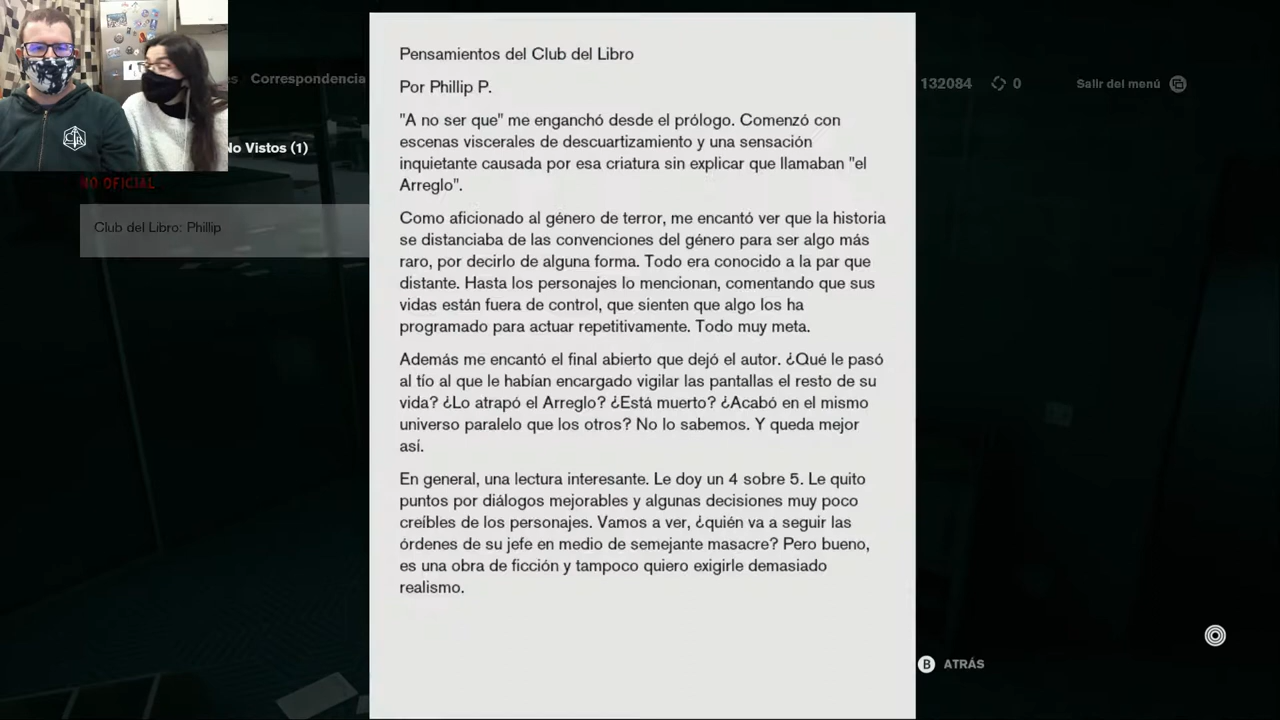 Pensamientos del Club del Libro
Por Phillip P.
"A no ser que" me enganchó desde el prólogo. Comenzó con
escenas viscerales de descuartizamiento y una sensación
inquietante causada por esa criatura sin explicar que llamaban "el
Arreglo".
Como aficionado al género de terror, me encantó ver que la historia
se distanciaba de las convenciones del género para ser algo más
raro, por decirlo de alguna forma. Todo era conocido a la par que
distante. Hasta los personajes lo mencionan, comentando que sus
vidas están fuera de control, que sienten que algo los ha
programado para actuar repetitivamente. Todo muy meta.
Además me encantó el final abierto que dejó el autor. ¿Qué le pasó
al tío al que le habían encargado vigilar las pantallas el resto de su
vida? ¿Lo atrapó el Arreglo? ¿Está muerto? ¿Acabó en el mismo
universo paralelo que los otros? No lo sabemos. Y queda mejor
así.
En general, una lectura interesante. Le doy un 4 sobre 5. Le quito
puntos por diálogos mejorables y algunas decisiones muy poco
creíbles de los personajes. Vamos a ver, ¿quién va a seguir las
órdenes de su jefe en medio de semejante masacre? Pero bueno,
es una obra de ficción y tampoco quiero exigirle demasiado
realismo.
Correspondencia
No Vistos (1)
NO OFICIAL
Club del Libro: Phillip
132084
0
Salir del menú
B ATRÁS